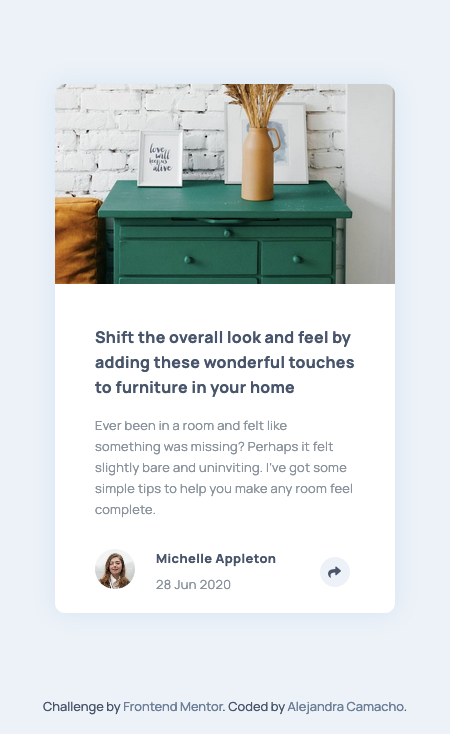 love
will
keep us
alive
Shift the overall look and feel by
adding these wonderful touches
to furniture in your home
Ever been in a room and felt like
something was missing? Perhaps it felt
slightly bare and uninviting. I've got some
simple tips to help you make any room feel
complete.
Michelle Appleton
28 Jun 2020
Challenge by Frontend Mentor. Coded by Alejandra Camacho.